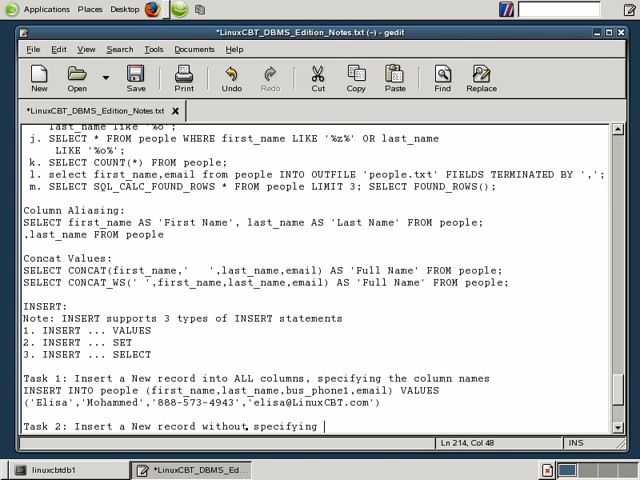 Applications Places Desktop
*LinuxCBT_DBMS_Edition_Notes.txt (~) - gedit
File Edit View Search Tools Documents Help
New Open Save Print Undo Redo Cut Copy Paste Find Replace
*LinuxCBT_DBMS_Edition_Notes.txt
last_name like '%o';
j. SELECT * FROM people WHERE first_name LIKE '%z%' OR last_name
LIKE '%o%';
k. SELECT COUNT(*) FROM people;
l. select first_name,email from people INTO OUTFILE 'people.txt' FIELDS TERMINATED BY ',';
m. SELECT SQL_CALC_FOUND_ROWS * FROM people LIMIT 3; SELECT FOUND_ROWS();
Column Aliasing:
SELECT first_name AS 'First Name', last_name AS 'Last Name' FROM people;
,last_name FROM people
Concat Values:
SELECT CONCAT(first_name,'   ',last_name,email) AS 'Full Name' FROM people;
SELECT CONCAT_WS(' ',first_name,last_name,email) AS 'Full Name' FROM people;
INSERT:
Note: INSERT supports 3 types of INSERT statements
1. INSERT ... VALUES
2. INSERT ... SET
3. INSERT ... SELECT
Task 1: Insert a New record into ALL columns, specifying the column names
INSERT INTO people (first_name,last_name,bus_phone1,email) VALUES
('Elisa','Mohammed','888-573-4943','elisa@LinuxCBT.com')
Task 2: Insert a New record without specifying
Ln 214, Col 48 INS
linuxcbtdb1 *LinuxCBT_DBMS_Ed...